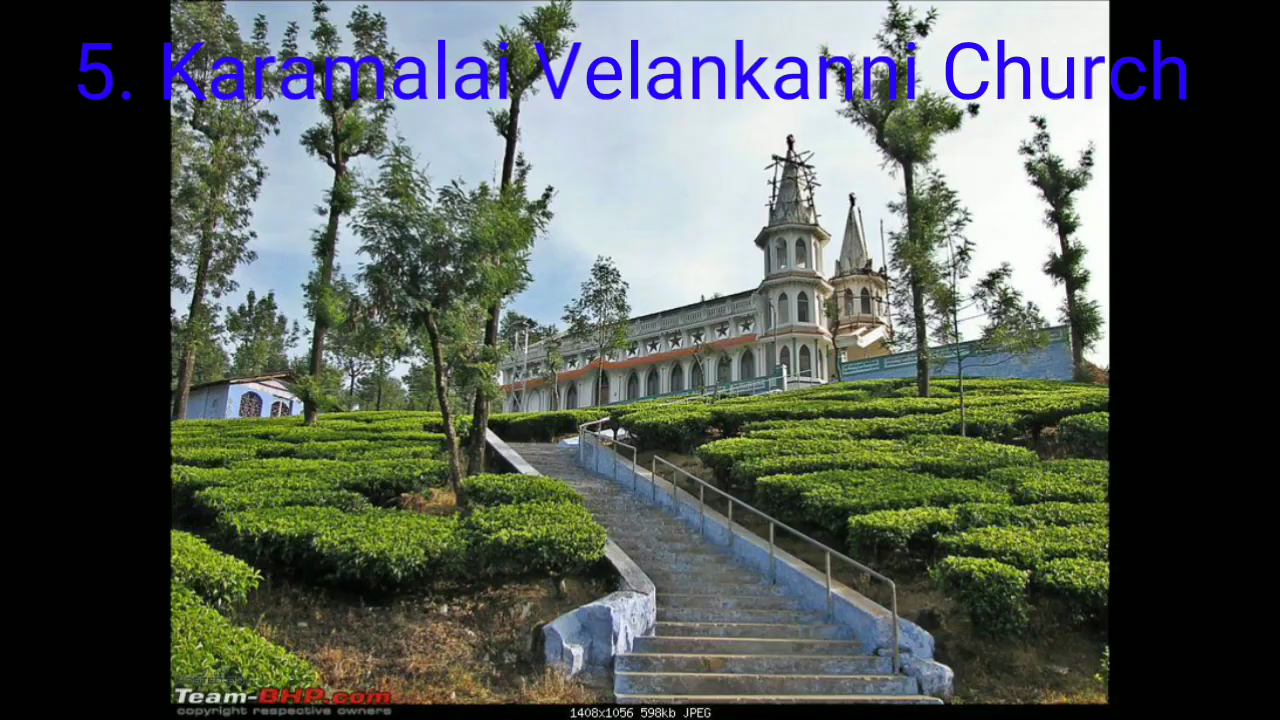 5. Karamalai Velankanni Church
Team-BHP.com
copyright respective owners
1408x1056 598kb JPEG